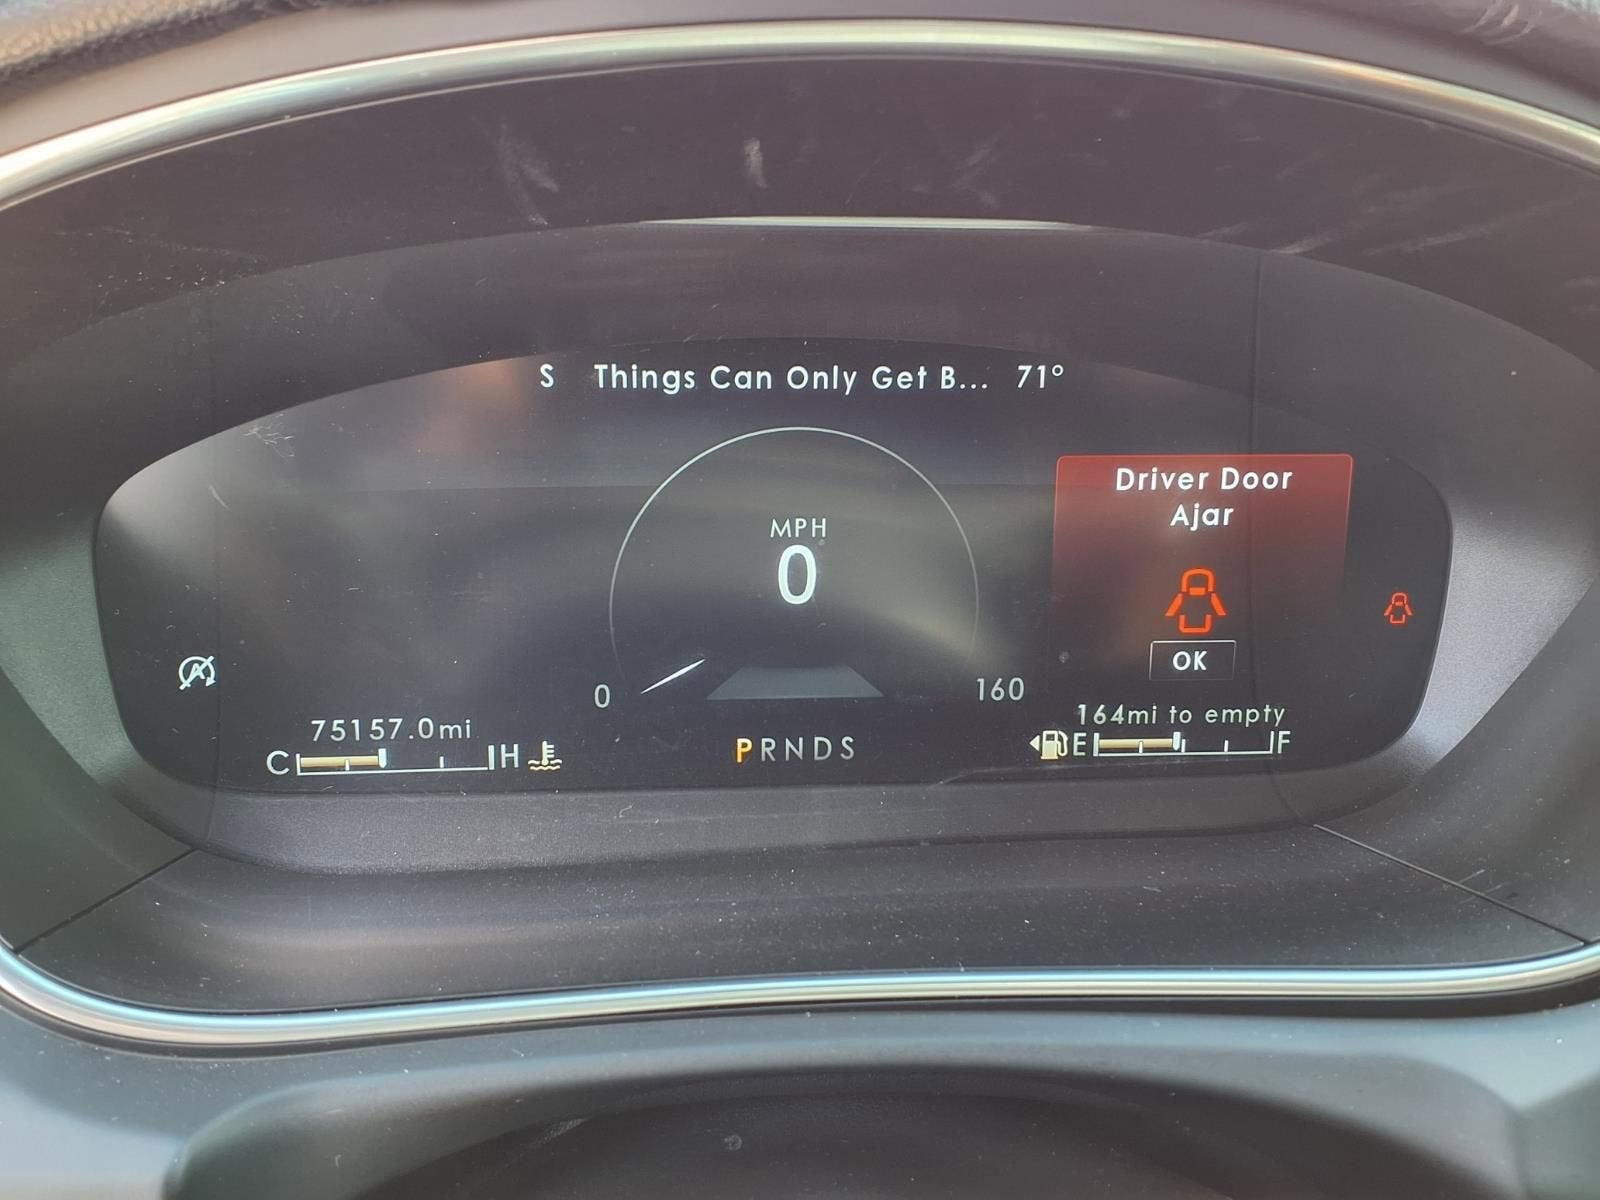 S Things Can Only Get B... 71°
Driver Door
Ajar
MPH
0
OK
0 160
75157.0mi
164mi to empty
C H
PRNDS
E F